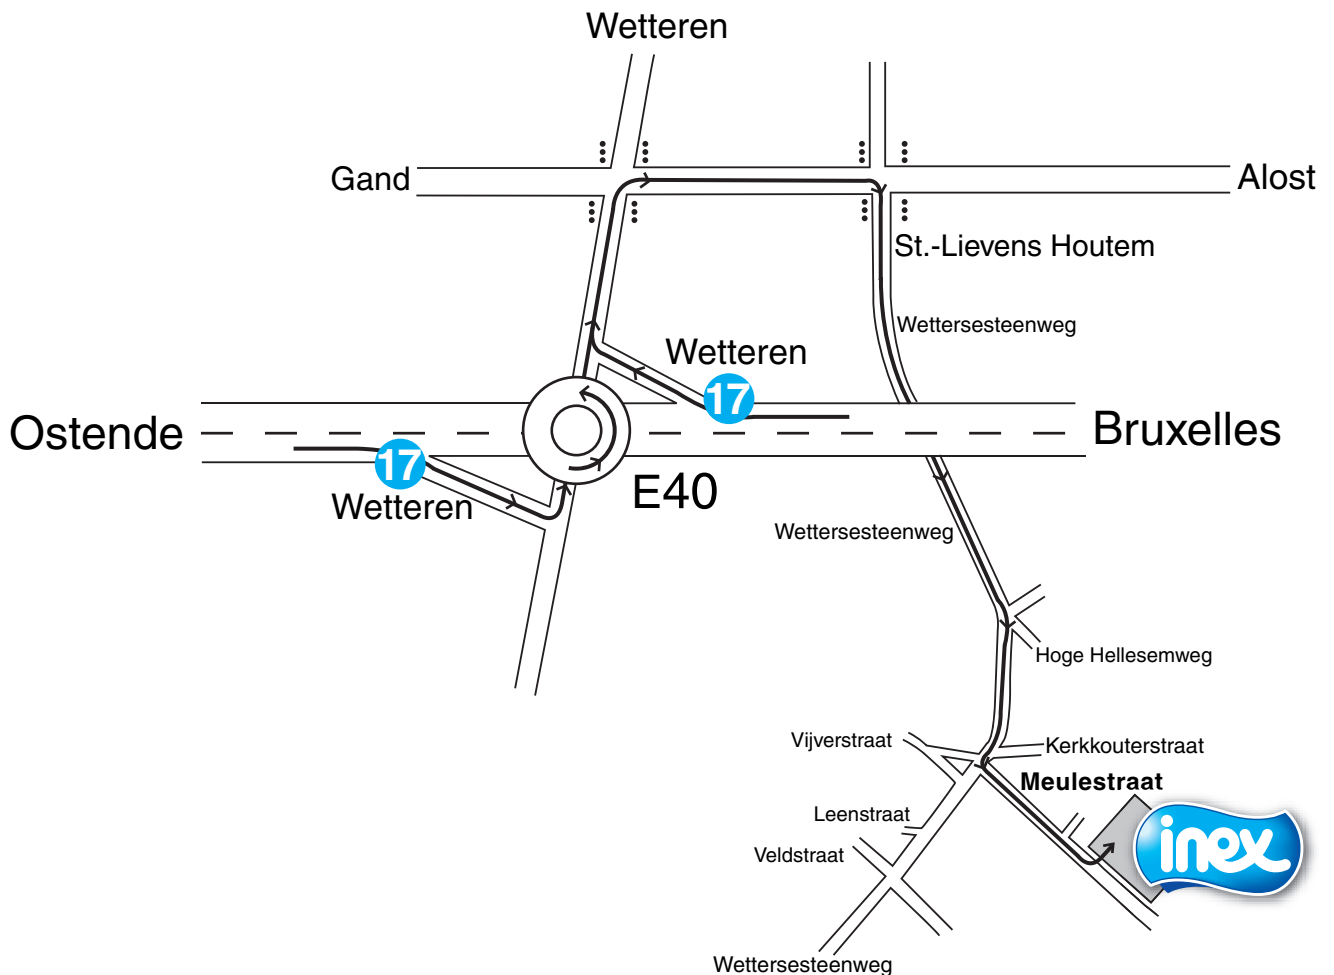 Wetteren
Gand
Alost
St.-Lievens Houtem
Wettersesteenweg
Wetteren
17
Ostende
Bruxelles
17
Wetteren
E40
Wettersesteenweg
Hoge Hellesemweg
Vijverstraat
Kerkkouterstraat
Meulestraat
Leenstraat
inex
Veldstraat
Wettersesteenweg